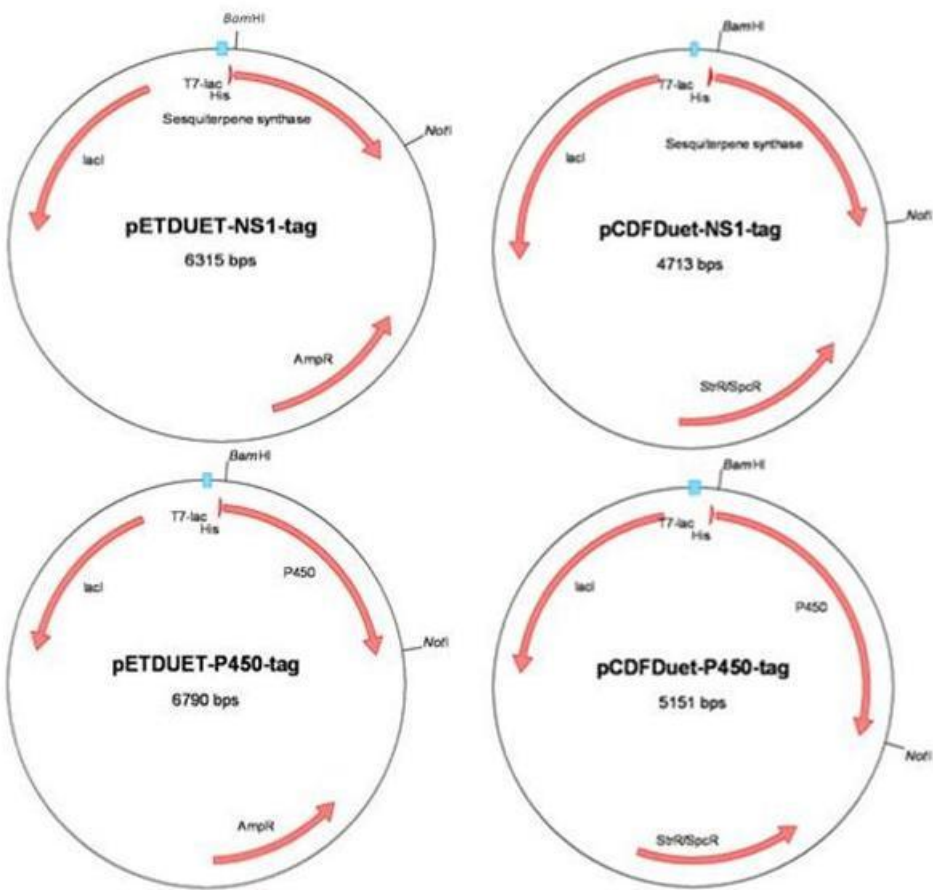 BamHI
T7-lac
His
Sesquiterpene synthase
NotI
lacI
pETDUET-NS1-tag
6315 bps
AmpR
BamHI
T7-lac
His
Sesquiterpene synthase
NotI
lacI
pCDFDuet-NS1-tag
4713 bps
StrR/SpcR
BamHI
T7-lac
His
P450
lacI
NotI
pETDUET-P450-tag
6790 bps
AmpR
BamHI
T7-lac
His
lacI
P450
pCDFDuet-P450-tag
5151 bps
NotI
StrR/SpcR